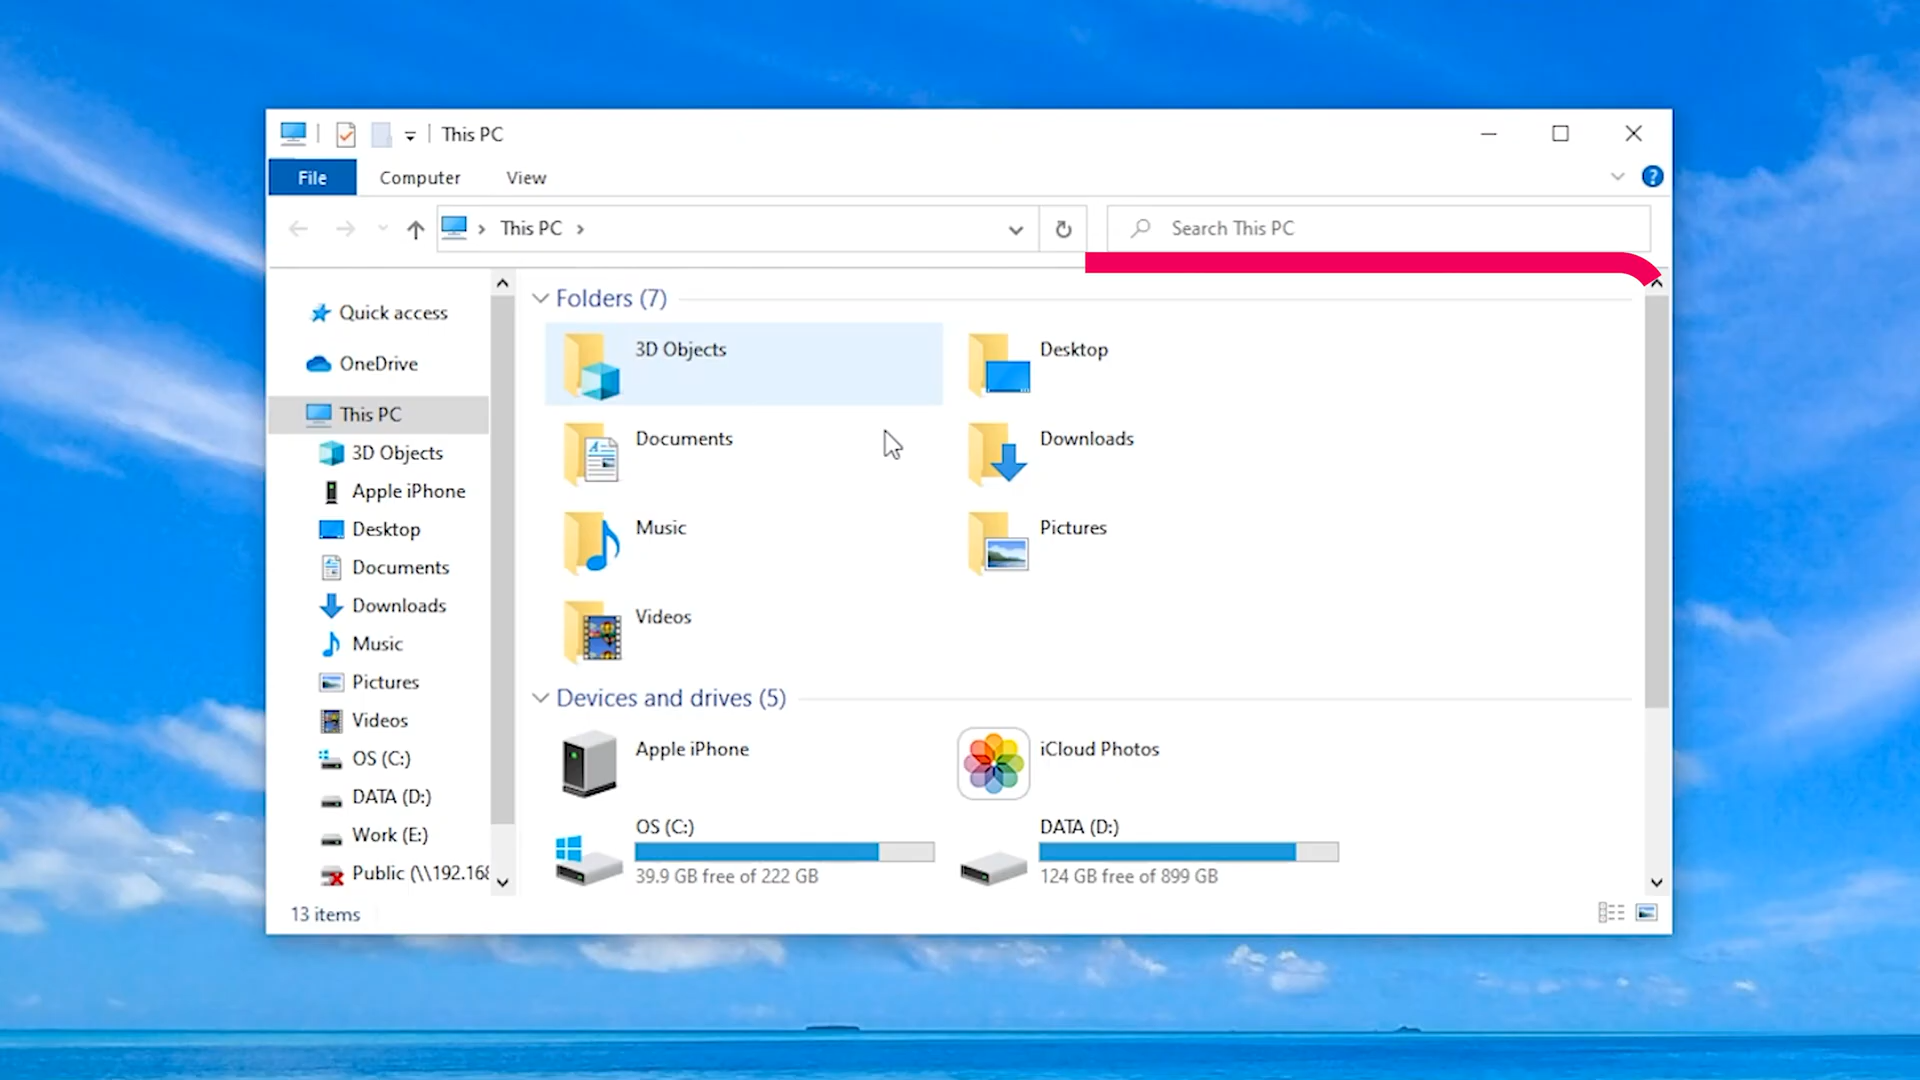 This PC
File Computer View
This PC
Search This PC
Quick access
OneDrive
This PC
3D Objects
Apple iPhone
Desktop
Documents
Downloads
Music
Pictures
Videos
OS (C:)
DATA (D:)
Work (E:)
Public (\\192.168
Folders (7)
3D Objects
Desktop
Documents
Downloads
Music
Pictures
Videos
Devices and drives (5)
Apple iPhone
iCloud Photos
OS (C:)
39.9 GB free of 222 GB
DATA (D:)
124 GB free of 899 GB
13 items